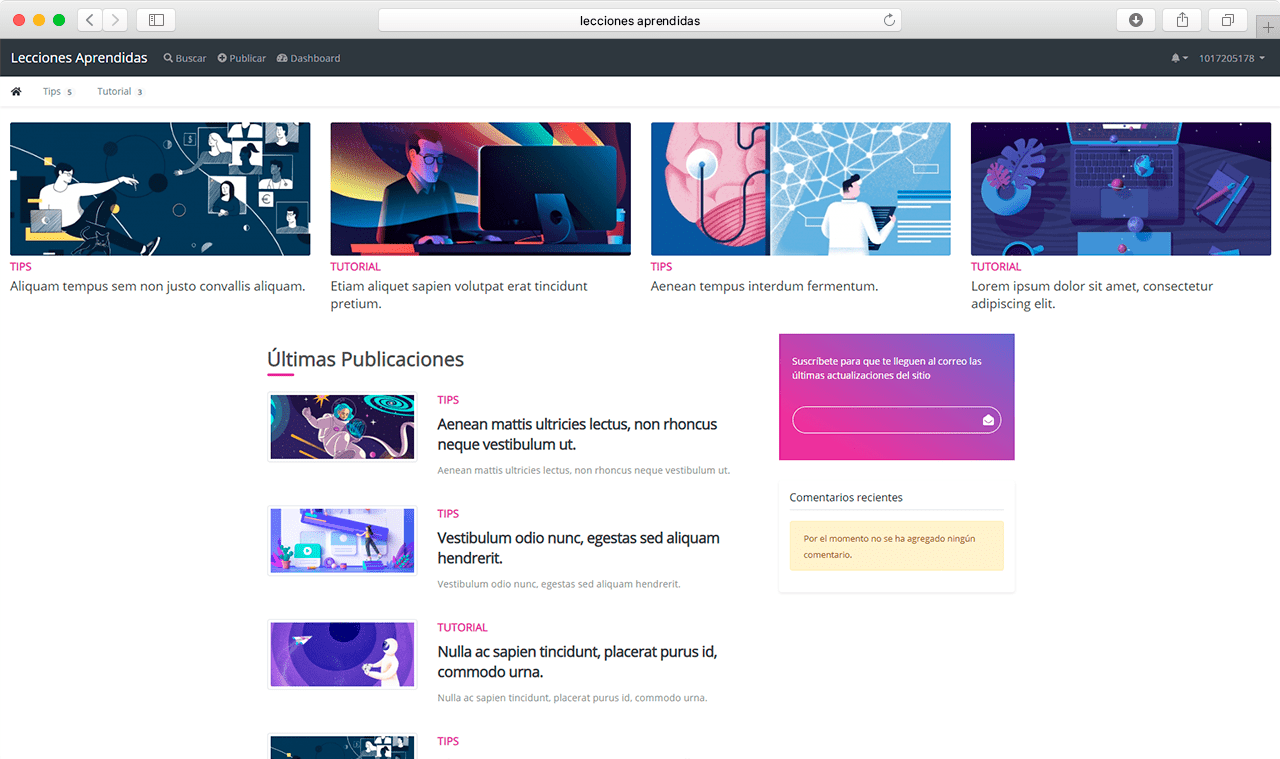 lecciones aprendidas
Lecciones Aprendidas Buscar Publicar Dashboard 1017205178
Tips 5 Tutorial 3
TIPS
Aliquam tempus sem non justo convallis aliquam.
TUTORIAL
Etiam aliquet sapien volutpat erat tincidunt
pretium.
TIPS
Aenean tempus interdum fermentum.
TUTORIAL
Lorem ipsum dolor sit amet, consectetur
adipiscing elit.
Últimas Publicaciones
TIPS
Aenean mattis ultricies lectus, non rhoncus
neque vestibulum ut.
Aenean mattis ultricies lectus, non rhoncus neque vestibulum ut.
TIPS
Vestibulum odio nunc, egestas sed aliquam
hendrerit.
Vestibulum odio nunc, egestas sed aliquam hendrerit.
TUTORIAL
Nulla ac sapien tincidunt, placerat purus id,
commodo urna.
Nulla ac sapien tincidunt, placerat purus id, commodo urna.
TIPS
Suscríbete para que te lleguen al correo las
últimas actualizaciones del sitio
Comentarios recientes
Por el momento no se ha agregado ningún
comentario.